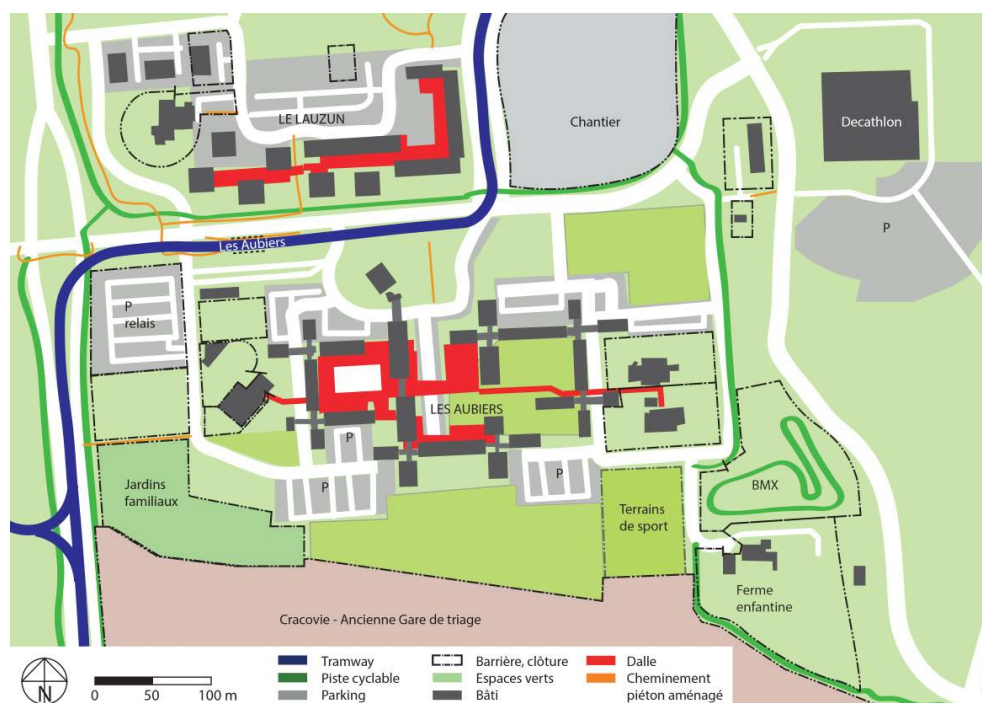 LE LAUZUN
Chantier
Decathlon
P
Les Aubiers
P
relais
LES AUBIERS
P
P
P
Jardins
familiaux
Terrains
de sport
BMX
Ferme
enfantine
Cracovie - Ancienne Gare de triage
N
0 50 100 m
Tramway
Piste cyclable
Parking
Barrière, clôture
Espaces verts
Bâti
Dalle
Cheminement
piéton aménagé